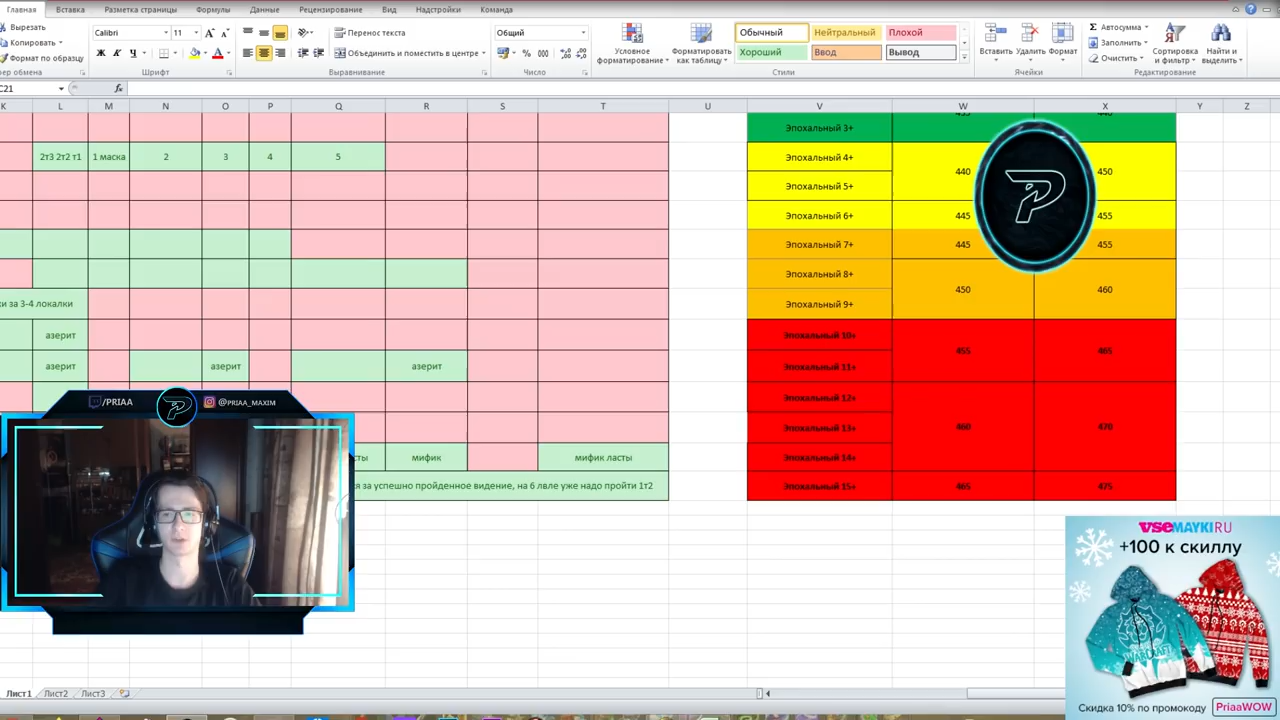 Главная Вставка Разметка страницы Формулы Данные Рецензирование Вид Надстройки Команда
Вырезать
Копировать
Формат по образцу
Calibri 11
Ж К Ч
Шрифт
Перенос текста
Объединить и поместить в центре
Выравнивание
Общий
Число
Условное форматирование
Форматировать как таблицу
Обычный Нейтральный Плохой
Хороший Ввод Вывод
Стили
Вставить Удалить Формат
Ячейки
Автосумма
Заполнить
Очистить
Сортировка и фильтр
Найти и выделить
Редактирование
C21
fx
K L M N O P Q R S T U V W X Y Z
Эпохальный 3+
2т3 2т2 т1 1 маска 2 3 4 5
Эпохальный 4+ 440 450
Эпохальный 5+
Эпохальный 6+ 445 455
Эпохальный 7+ 445 455
Эпохальный 8+ 450 460
за 3-4 локалки Эпохальный 9+
азерит Эпохальный 10+ 455 465
азерит азерит азерит Эпохальный 11+
Эпохальный 12+ 460 470
Эпохальный 13+
мифик мифик ласты Эпохальный 14+
за успешно пройденное видение, на 6 лвле уже надо пройти 1т2 Эпохальный 15+ 465 475
/PRIAA @PRIAA_MAXIM
VSEMAYKI.RU
+100 к скиллу
WARCRAFT
Скидка 10% по промокоду PriaaWOW
Лист1 Лист2 Лист3